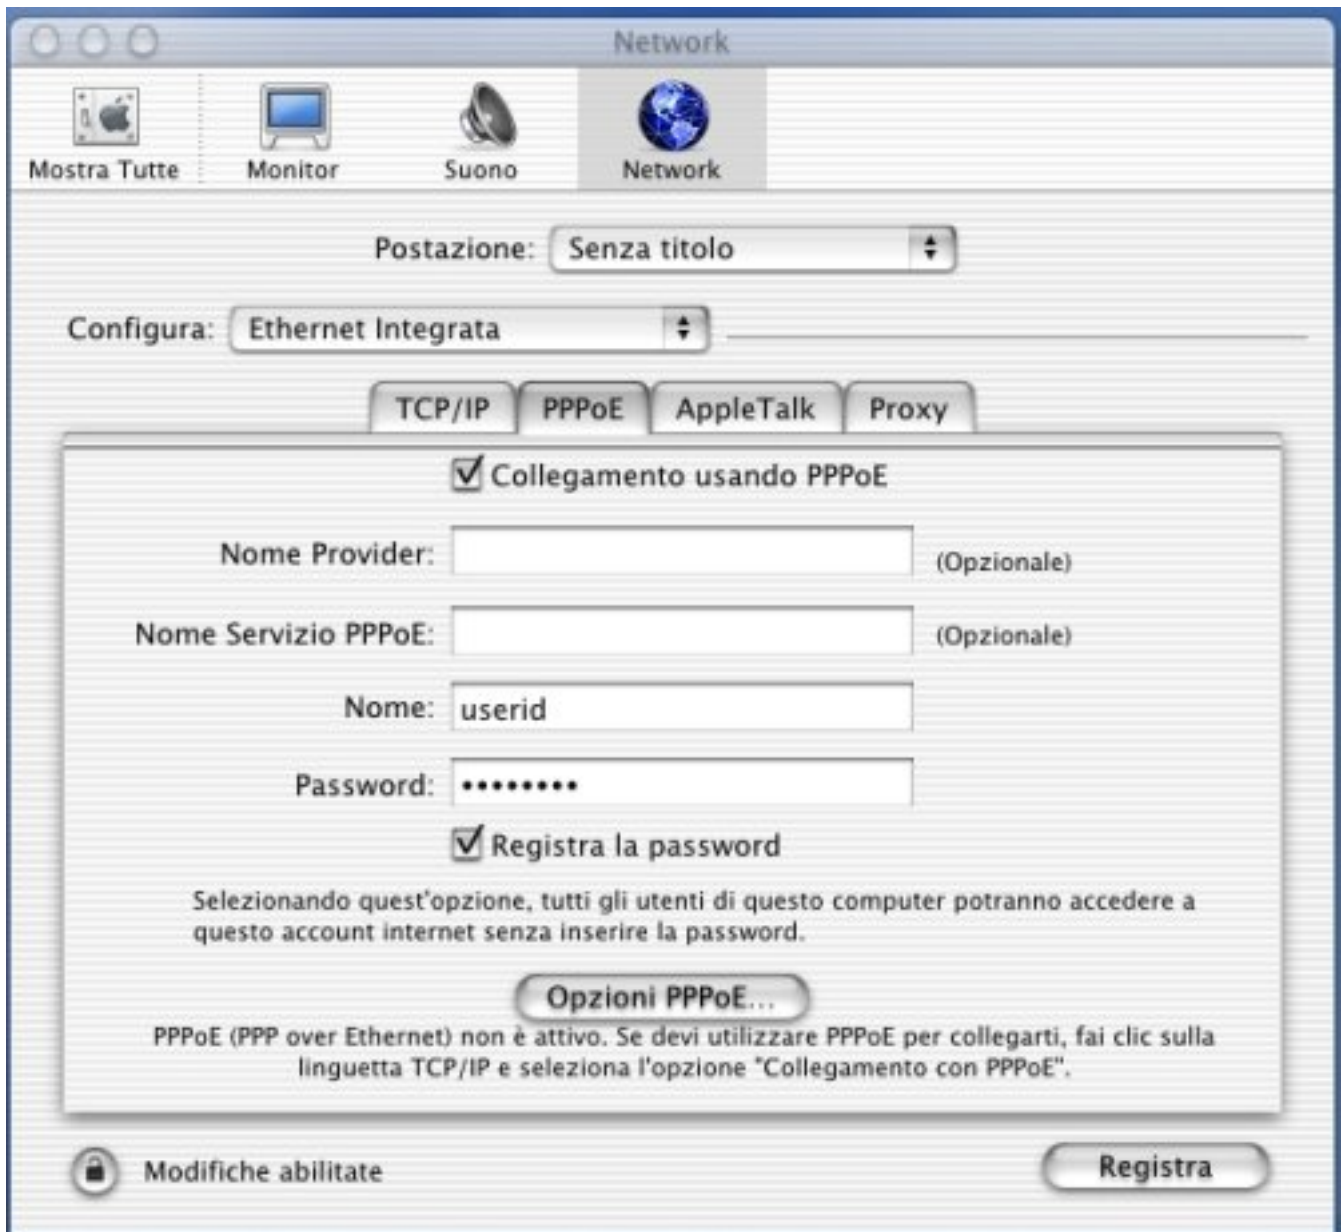 Network
Mostra Tutte
Monitor
Suono
Network
Postazione: Senza titolo
Configura: Ethernet Integrata
TCP/IP PPPoE AppleTalk Proxy
Collegamento usando PPPoE
Nome Provider: (Opzionale)
Nome Servizio PPPoE: (Opzionale)
Nome: userid
Password: ••••••••
Registra la password
Selezionando quest'opzione, tutti gli utenti di questo computer potranno accedere a
questo account internet senza inserire la password.
Opzioni PPPoE...
PPPoE (PPP over Ethernet) non è attivo. Se devi utilizzare PPPoE per collegarti, fai clic sulla
linguetta TCP/IP e seleziona l'opzione "Collegamento con PPPoE".
Modifiche abilitate
Registra